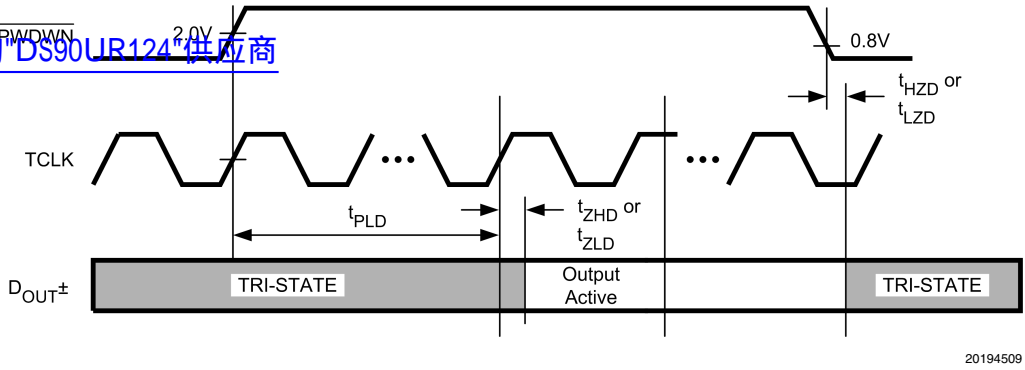 PWDWN
2.0V
"DS90UR124"供应商
0.8V
tHZD or
tLZD
TCLK
tPLD
tZHD or
tZLD
DOUT±
TRI-STATE
Output
Active
TRI-STATE
20194509